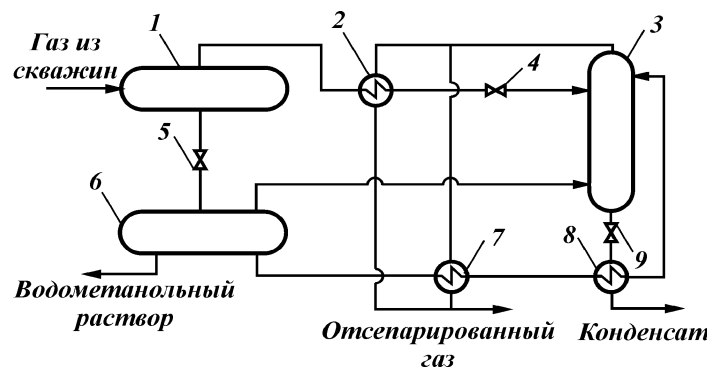 Газ из
скважин
1
2
3
4
5
6
7
8
9
Водометанольный
раствор
Отсепарированный
газ
Конденсат